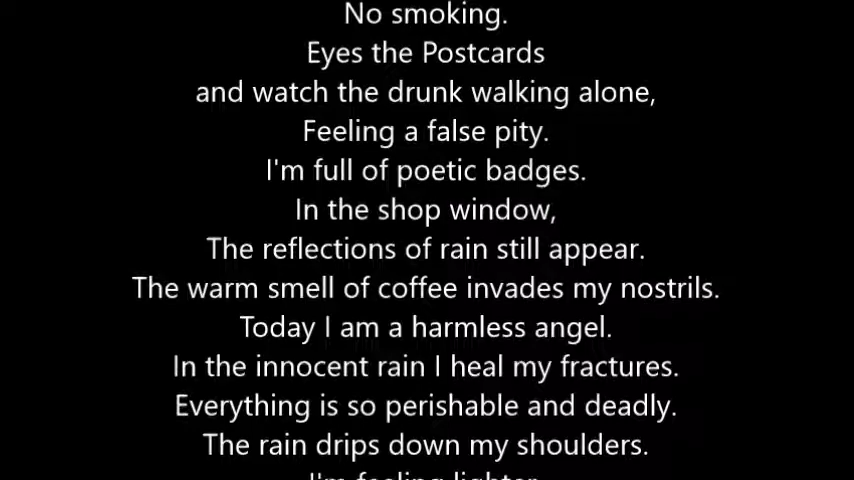 No smoking.
Eyes the Postcards
and watch the drunk walking alone,
Feeling a false pity.
I'm full of poetic badges.
In the shop window,
The reflections of rain still appear.
The warm smell of coffee invades my nostrils.
Today I am a harmless angel.
In the innocent rain I heal my fractures.
Everything is so perishable and deadly.
The rain drips down my shoulders.
I'm feeling lighter